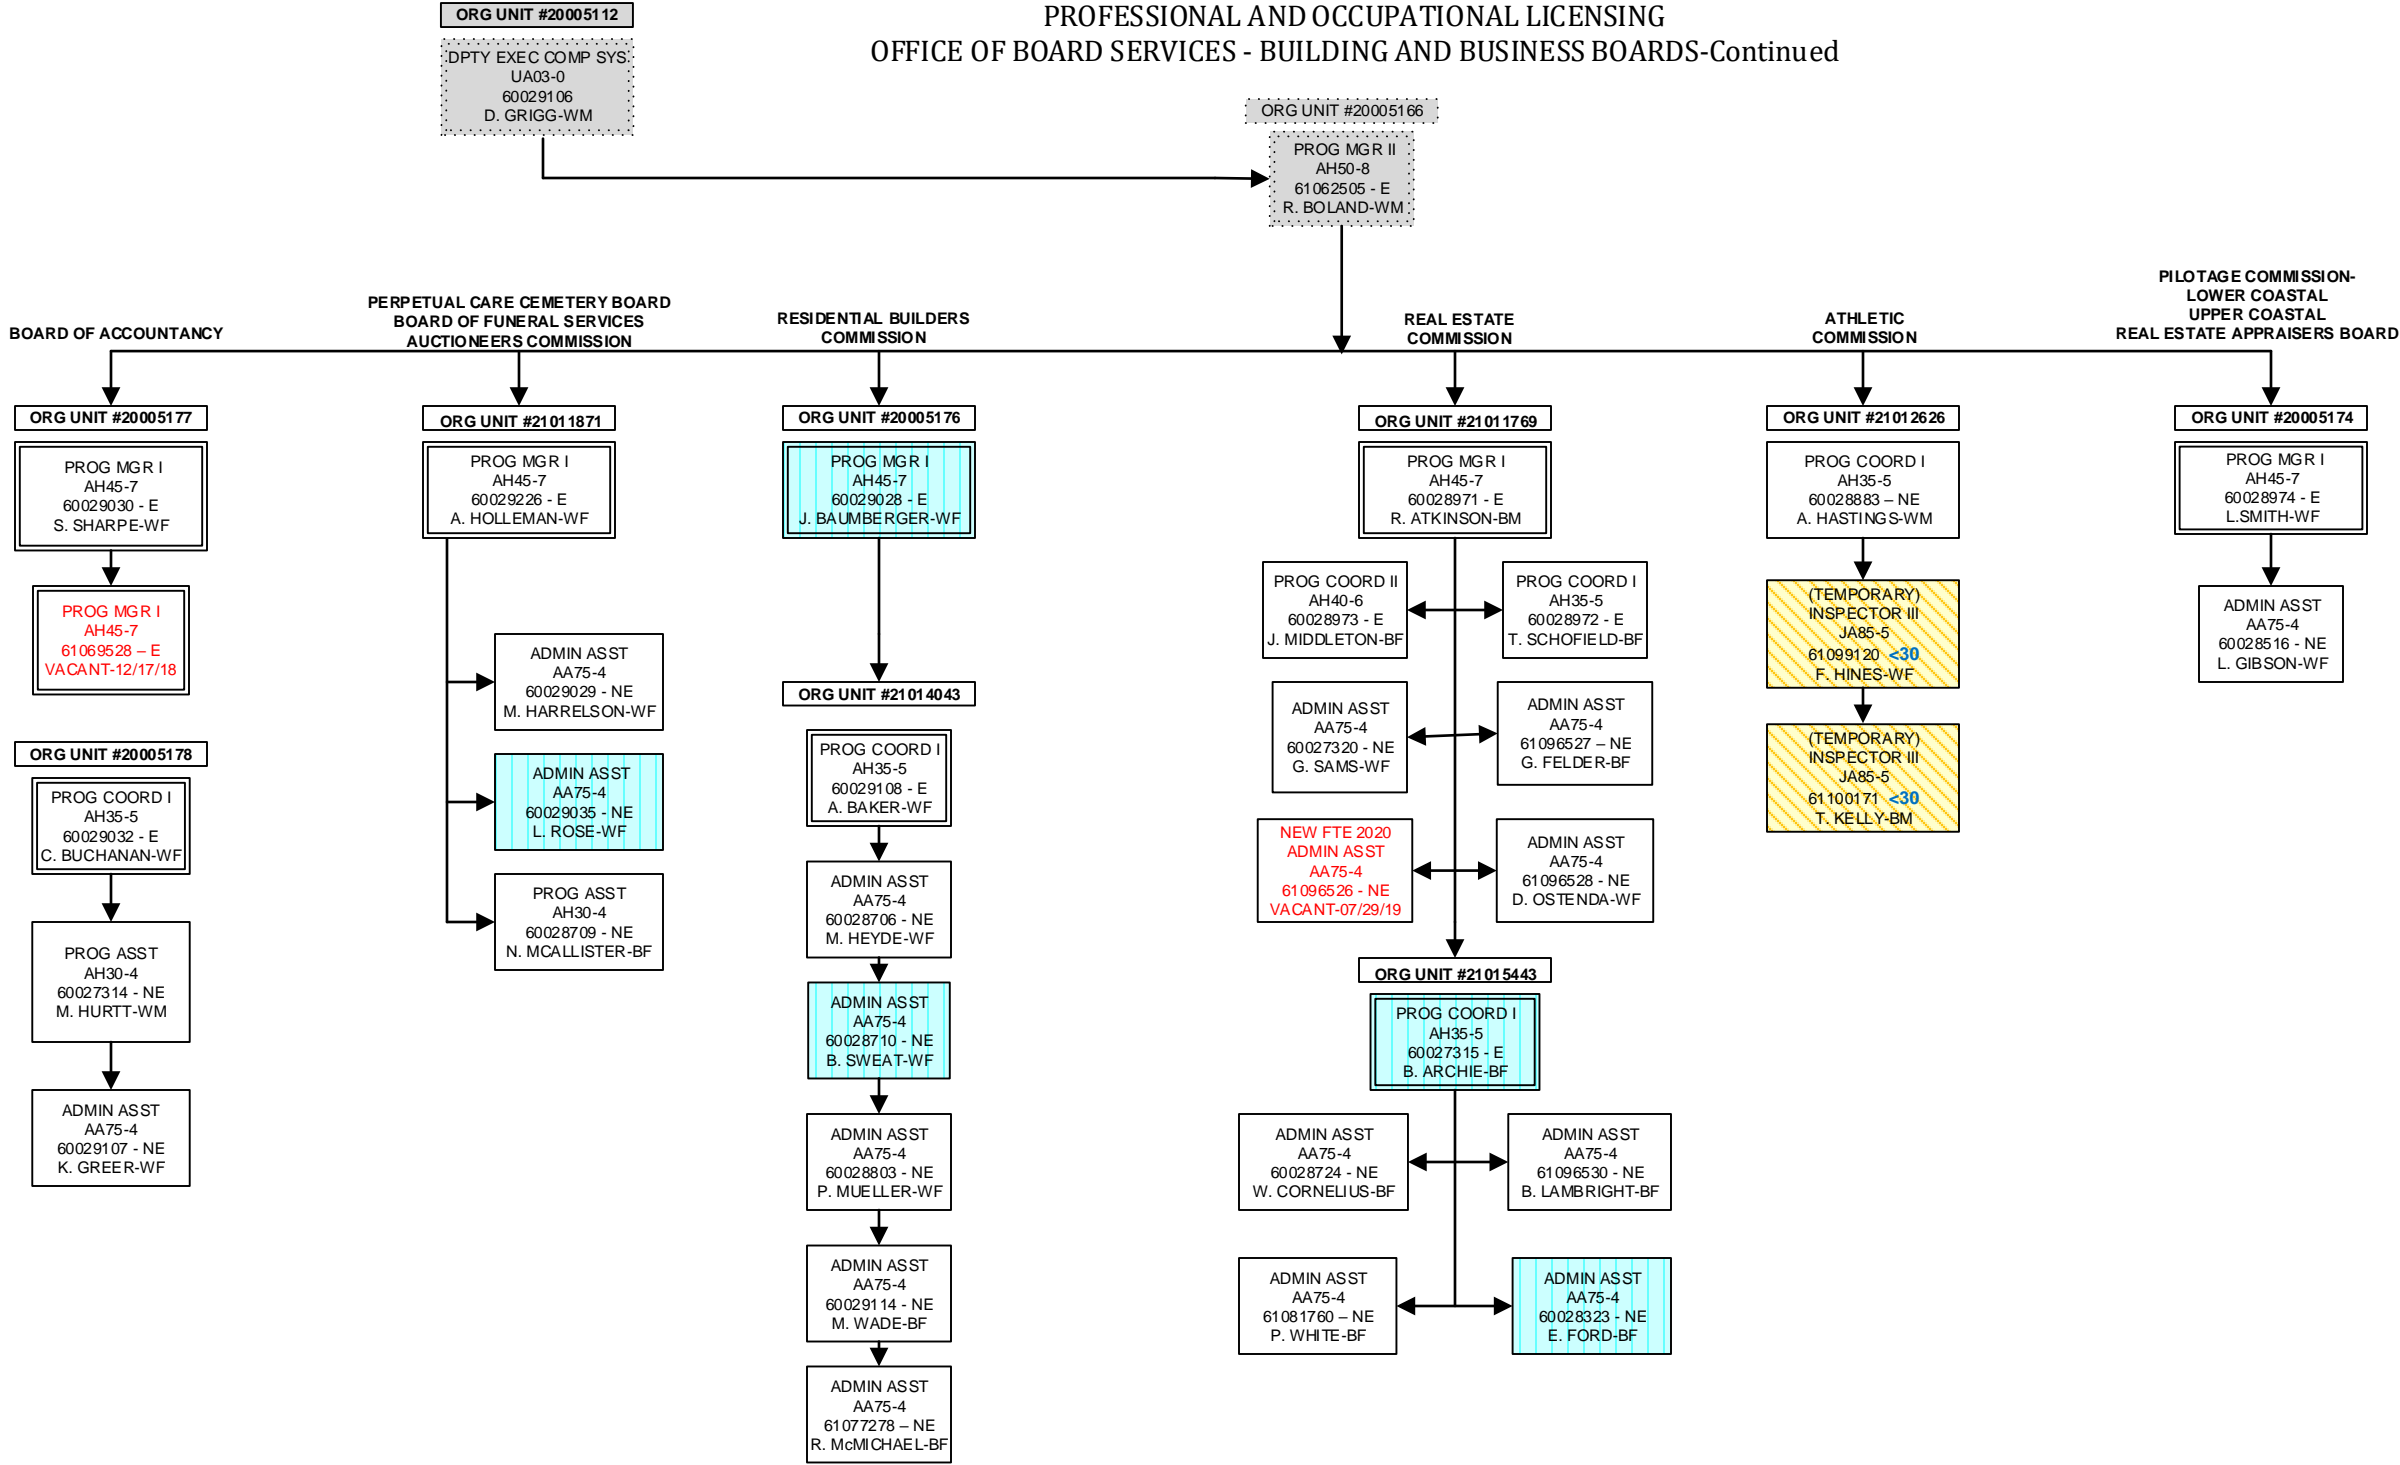 ORG UNIT #20005112
DPTY EXEC COMP SYS
UA03-0
60029106
D. GRIGG-WM
PROFESSIONAL AND OCCUPATIONAL LICENSING
OFFICE OF BOARD SERVICES - BUILDING AND BUSINESS BOARDS-Continued
ORG UNIT #20005166
PROG MGR II
AH50-8
61062505 - E
R. BOLAND-WM
BOARD OF ACCOUNTANCY
ORG UNIT #20005177
PROG MGR I
AH45-7
60029030 - E
S. SHARPE-WF
PROG MGR I
AH45-7
61069528 – E
VACANT-12/17/18
ORG UNIT #20005178
PROG COORD I
AH35-5
60029032 - E
C. BUCHANAN-WF
PROG ASST
AH30-4
60027314 - NE
M. HURTT-WM
ADMIN ASST
AA75-4
60029107 - NE
K. GREER-WF
PERPETUAL CARE CEMETERY BOARD
BOARD OF FUNERAL SERVICES
AUCTIONEERS COMMISSION
ORG UNIT #21011871
PROG MGR I
AH45-7
60029226 - E
A. HOLLEMAN-WF
ADMIN ASST
AA75-4
60029029 - NE
M. HARRELSON-WF
ADMIN ASST
AA75-4
60029035 - NE
L. ROSE-WF
PROG ASST
AH30-4
60028709 - NE
N. MCALLISTER-BF
RESIDENTIAL BUILDERS
COMMISSION
ORG UNIT #20005176
PROG MGR I
AH45-7
60029028 - E
J. BAUMBERGER-WF
ORG UNIT #21014043
PROG COORD I
AH35-5
60029108 - E
A. BAKER-WF
ADMIN ASST
AA75-4
60028706 - NE
M. HEYDE-WF
ADMIN ASST
AA75-4
60028710 - NE
B. SWEAT-WF
ADMIN ASST
AA75-4
60028803 - NE
P. MUELLER-WF
ADMIN ASST
AA75-4
60029114 - NE
M. WADE-BF
ADMIN ASST
AA75-4
61077278 – NE
R. McMICHAEL-BF
REAL ESTATE
COMMISSION
ORG UNIT #21011769
PROG MGR I
AH45-7
60028971 - E
R. ATKINSON-BM
PROG COORD II
AH40-6
60028973 - E
J. MIDDLETON-BF
PROG COORD I
AH35-5
60028972 - E
T. SCHOFIELD-BF
ADMIN ASST
AA75-4
60027320 - NE
G. SAMS-WF
ADMIN ASST
AA75-4
61096527 – NE
G. FELDER-BF
NEW FTE 2020
ADMIN ASST
AA75-4
61096526 - NE
VACANT-07/29/19
ADMIN ASST
AA75-4
61096528 - NE
D. OSTENDA-WF
ORG UNIT #21015443
PROG COORD I
AH35-5
60027315 - E
B. ARCHIE-BF
ADMIN ASST
AA75-4
60028724 - NE
W. CORNELIUS-BF
ADMIN ASST
AA75-4
61096530 - NE
B. LAMBRIGHT-BF
ADMIN ASST
AA75-4
61081760 – NE
P. WHITE-BF
ADMIN ASST
AA75-4
60028323 - NE
E. FORD-BF
ATHLETIC
COMMISSION
ORG UNIT #21012626
PROG COORD I
AH35-5
60028883 – NE
A. HASTINGS-WM
(TEMPORARY)
INSPECTOR III
JA85-5
61099120 <30
F. HINES-WF
(TEMPORARY)
INSPECTOR III
JA85-5
61100171 <30
T. KELLY-BM
PILOTAGE COMMISSION-
LOWER COASTAL
UPPER COASTAL
REAL ESTATE APPRAISERS BOARD
ORG UNIT #20005174
PROG MGR I
AH45-7
60028974 - E
L.SMITH-WF
ADMIN ASST
AA75-4
60028516 - NE
L. GIBSON-WF